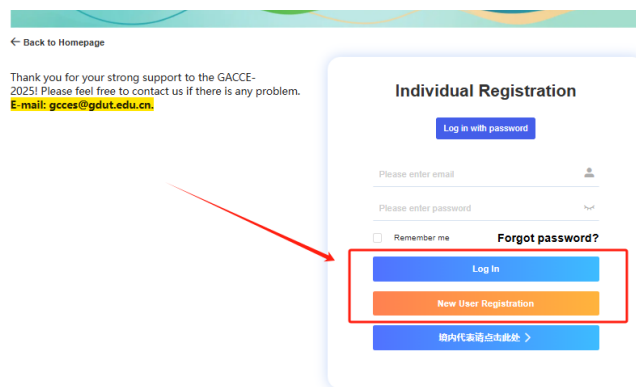 ← Back to Homepage
Thank you for your strong support to the GACCE-
2025! Please feel free to contact us if there is any problem.
E-mail: gcces@gdut.edu.cn.
Individual Registration
Log in with password
Please enter email
Please enter password
Remember me
Forgot password?
Log In
New User Registration
境内代表请点击此处 >